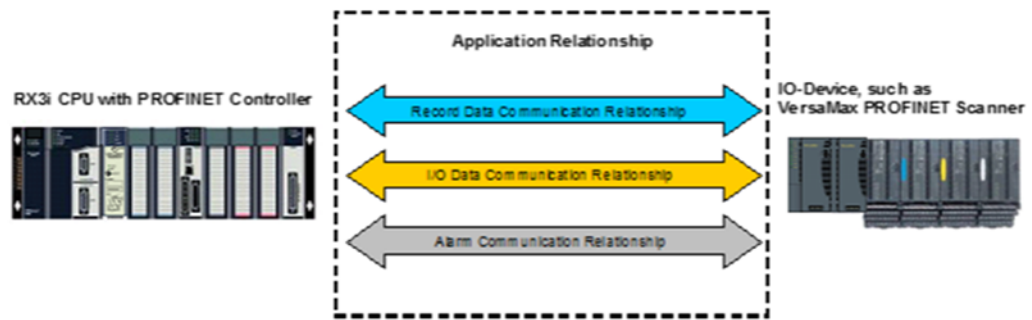 Application Relationship
RX3i CPU with PROFINET Controller
Record Data Communication Relationship
I/O Data Communication Relationship
Alarm Communication Relationship
IO-Device, such as
VersaMax PROFINET Scanner